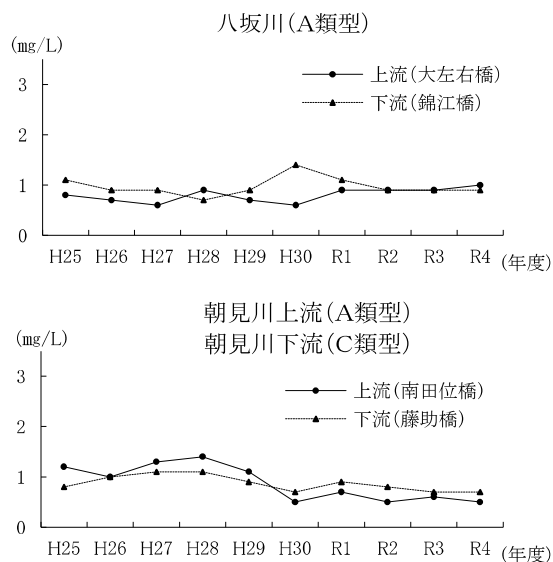 八坂川（A類型）
(mg/L)
上流（大左右橋）
下流（錦江橋）
3
2
1
0
H25 H26 H27 H28 H29 H30 R1 R2 R3 R4 (年度)
朝見川上流（A類型）
朝見川下流（C類型）
(mg/L)
上流（南田位橋）
下流（藤助橋）
3
2
1
0
H25 H26 H27 H28 H29 H30 R1 R2 R3 R4 (年度)